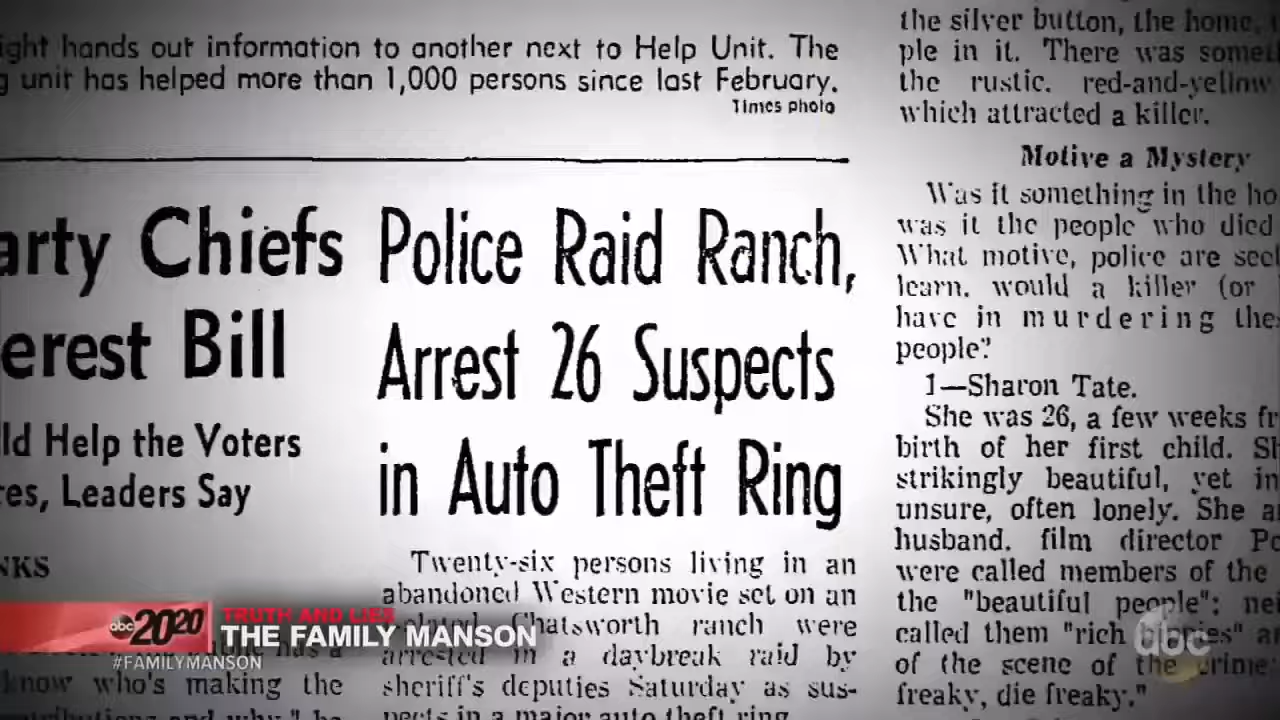 ight hands out information to another next to Help Unit. The
g unit has helped more than 1,000 persons since last February.
Times photo
arty Chiefs
erest Bill
ld Help the Voters
res, Leaders Say
NKS
know who's making the
Police Raid Ranch,
Arrest 26 Suspects
in Auto Theft Ring
Twenty-six persons living in an
abandoned Western movie set on an
Chatsworth ranch were
arrested in a daybreak raid by
sheriff's deputies Saturday as sus-
pects in a major auto theft ring
the silver button, the home,
ple in it. There was somet
the rustic. red-and-yellow
which attracted a killer.
Motive a Mystery
Was it something in the ho
was it the people who died
What motive, police are see
learn. would a killer (or
have in murdering the
people?
1—Sharon Tate.
She was 26, a few weeks fr
birth of her first child. S
strikingly beautiful, yet in
unsure, often lonely. She a
husband. film director Po
were called members of the
the "beautiful people"; ne
called them "rich
of the scene of the crime:
freaky, die freaky."
abc 20/20
TRUTH AND LIES
THE FAMILY MANSON
#FAMILYMANSON
abc